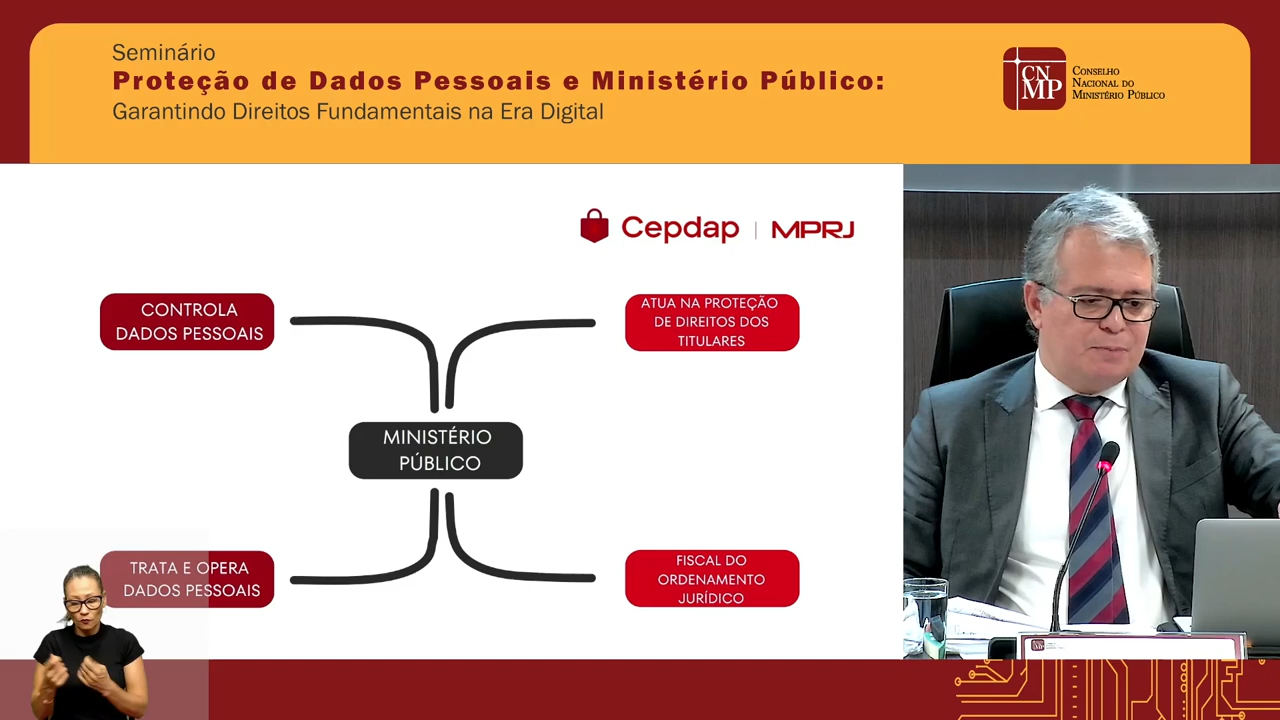 Seminário
Proteção de Dados Pessoais e Ministério Público:
Garantindo Direitos Fundamentais na Era Digital
CN
MP
CONSELHO
NACIONAL DO
MINISTÉRIO PÚBLICO
Cepdap | MPRJ
CONTROLA
DADOS PESSOAIS
ATUA NA PROTEÇÃO
DE DIREITOS DOS
TITULARES
MINISTÉRIO
PÚBLICO
TRATA E OPERA
DADOS PESSOAIS
FISCAL DO
ORDENAMENTO
JURÍDICO